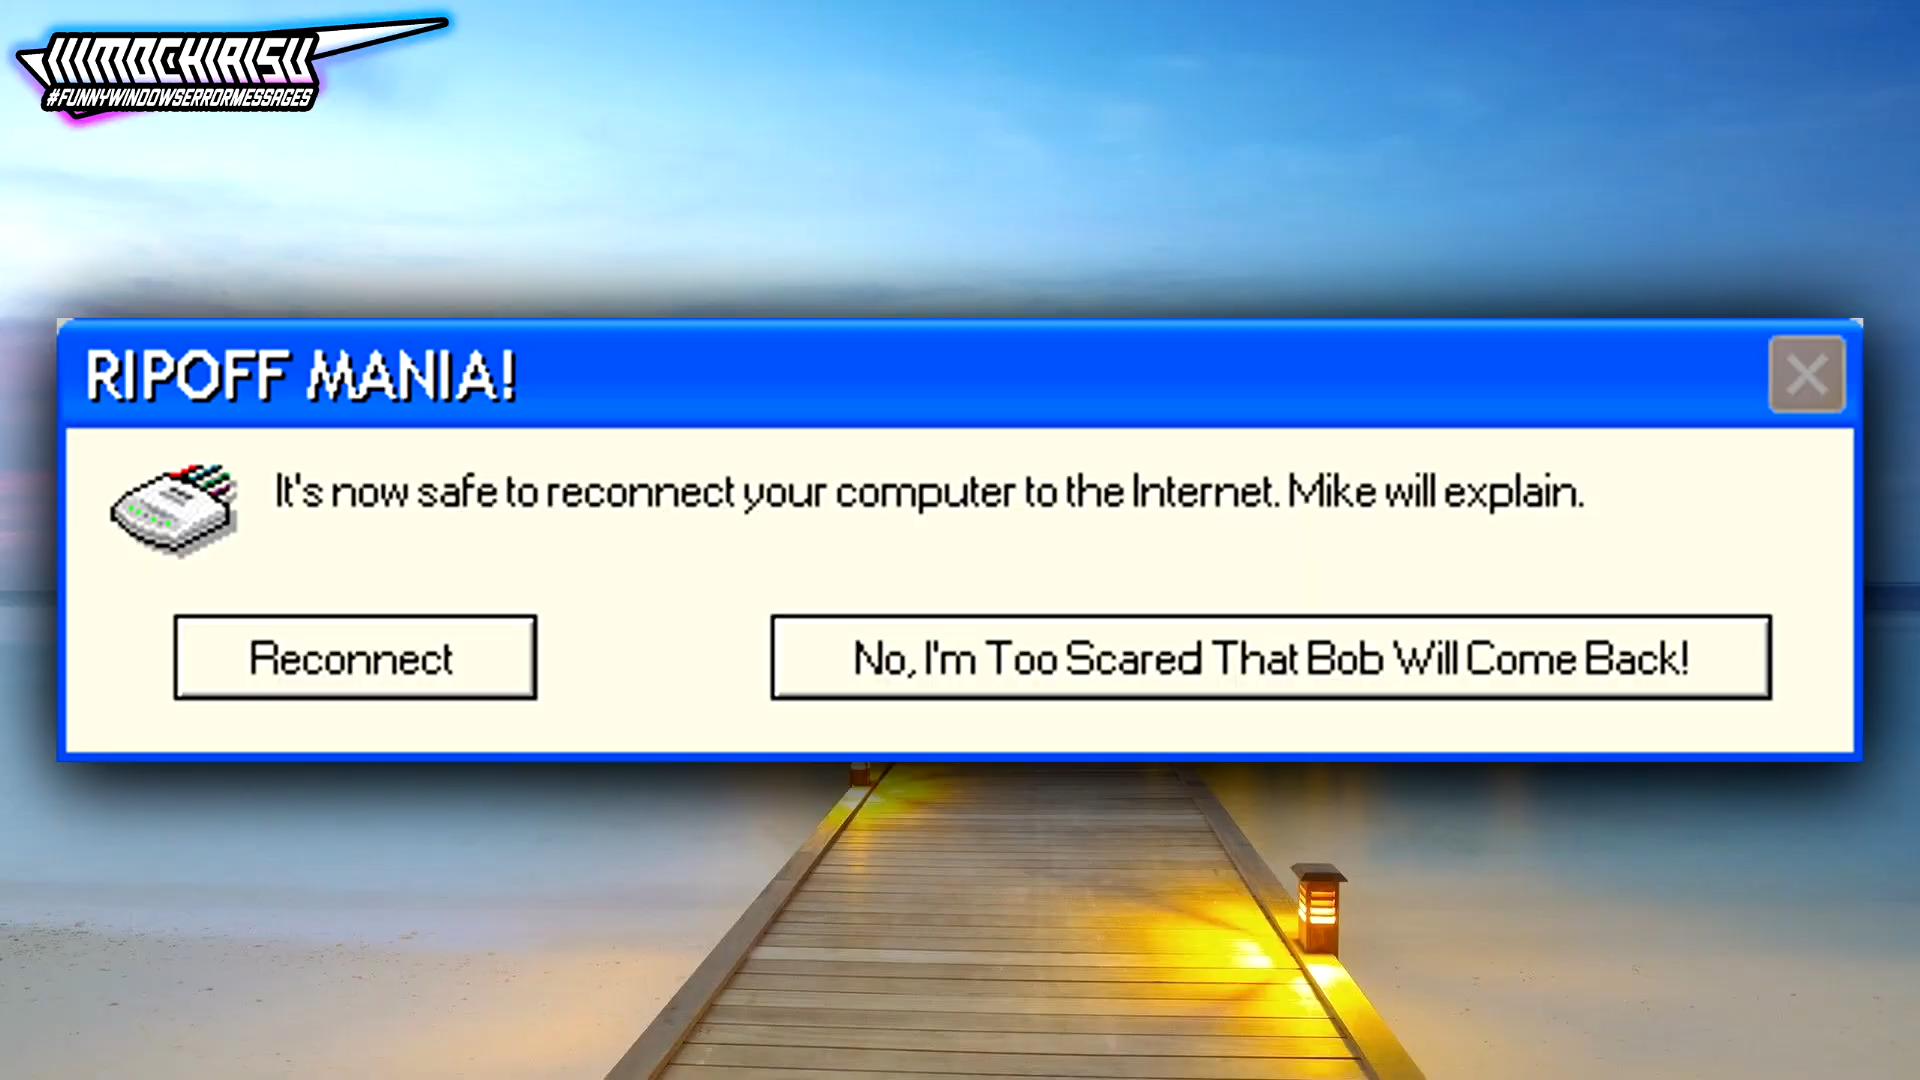 #FUNNYWINDOWSERRORMESSAGES
RIPOFF MANIA!
It's now safe to reconnect your computer to the Internet. Mike will explain.
Reconnect
No, I'm Too Scared That Bob Will Come Back!